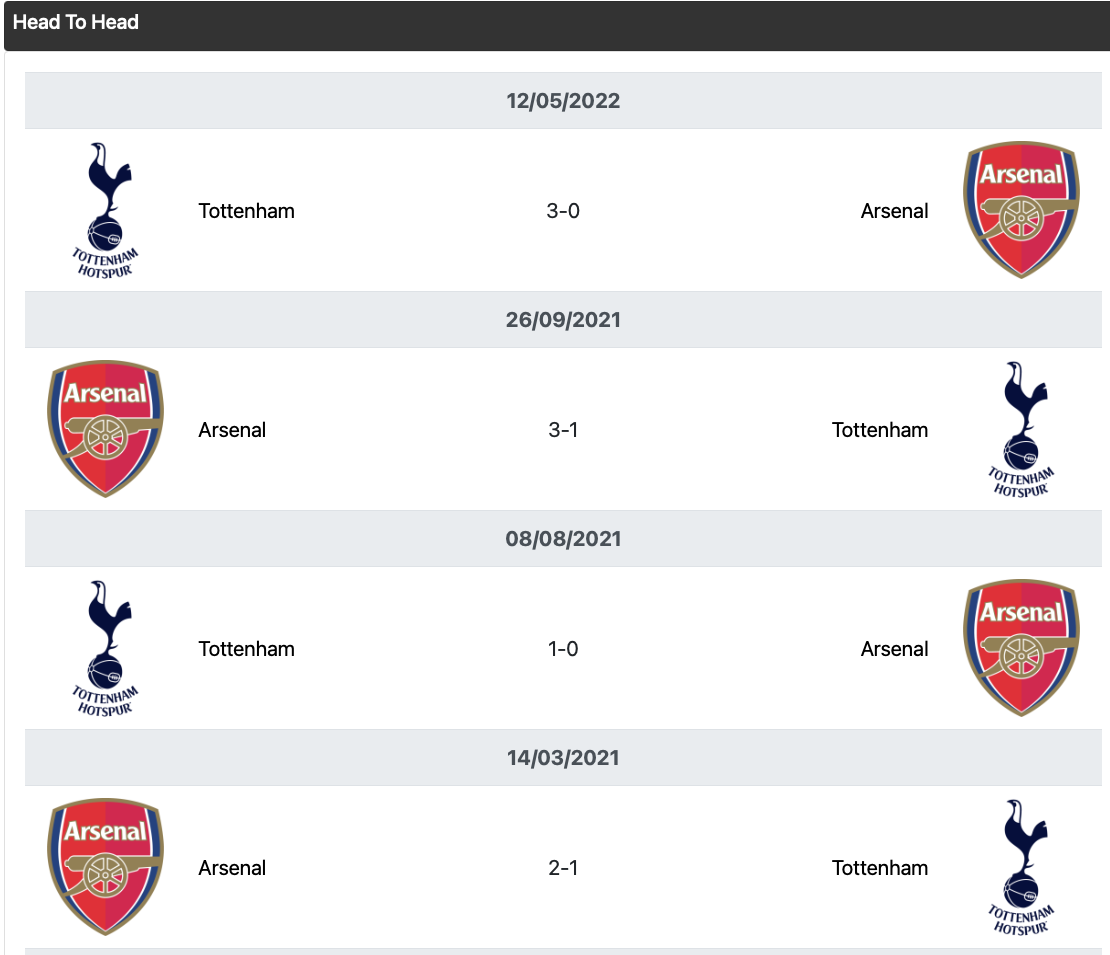 Head To Head
12/05/2022
TOTTENHAM
HOTSPUR
Tottenham
3-0
Arsenal
Arsenal
26/09/2021
Arsenal
Arsenal
3-1
Tottenham
TOTTENHAM
HOTSPUR
08/08/2021
TOTTENHAM
HOTSPUR
Tottenham
1-0
Arsenal
Arsenal
14/03/2021
Arsenal
Arsenal
2-1
Tottenham
TOTTENHAM
HOTSPUR